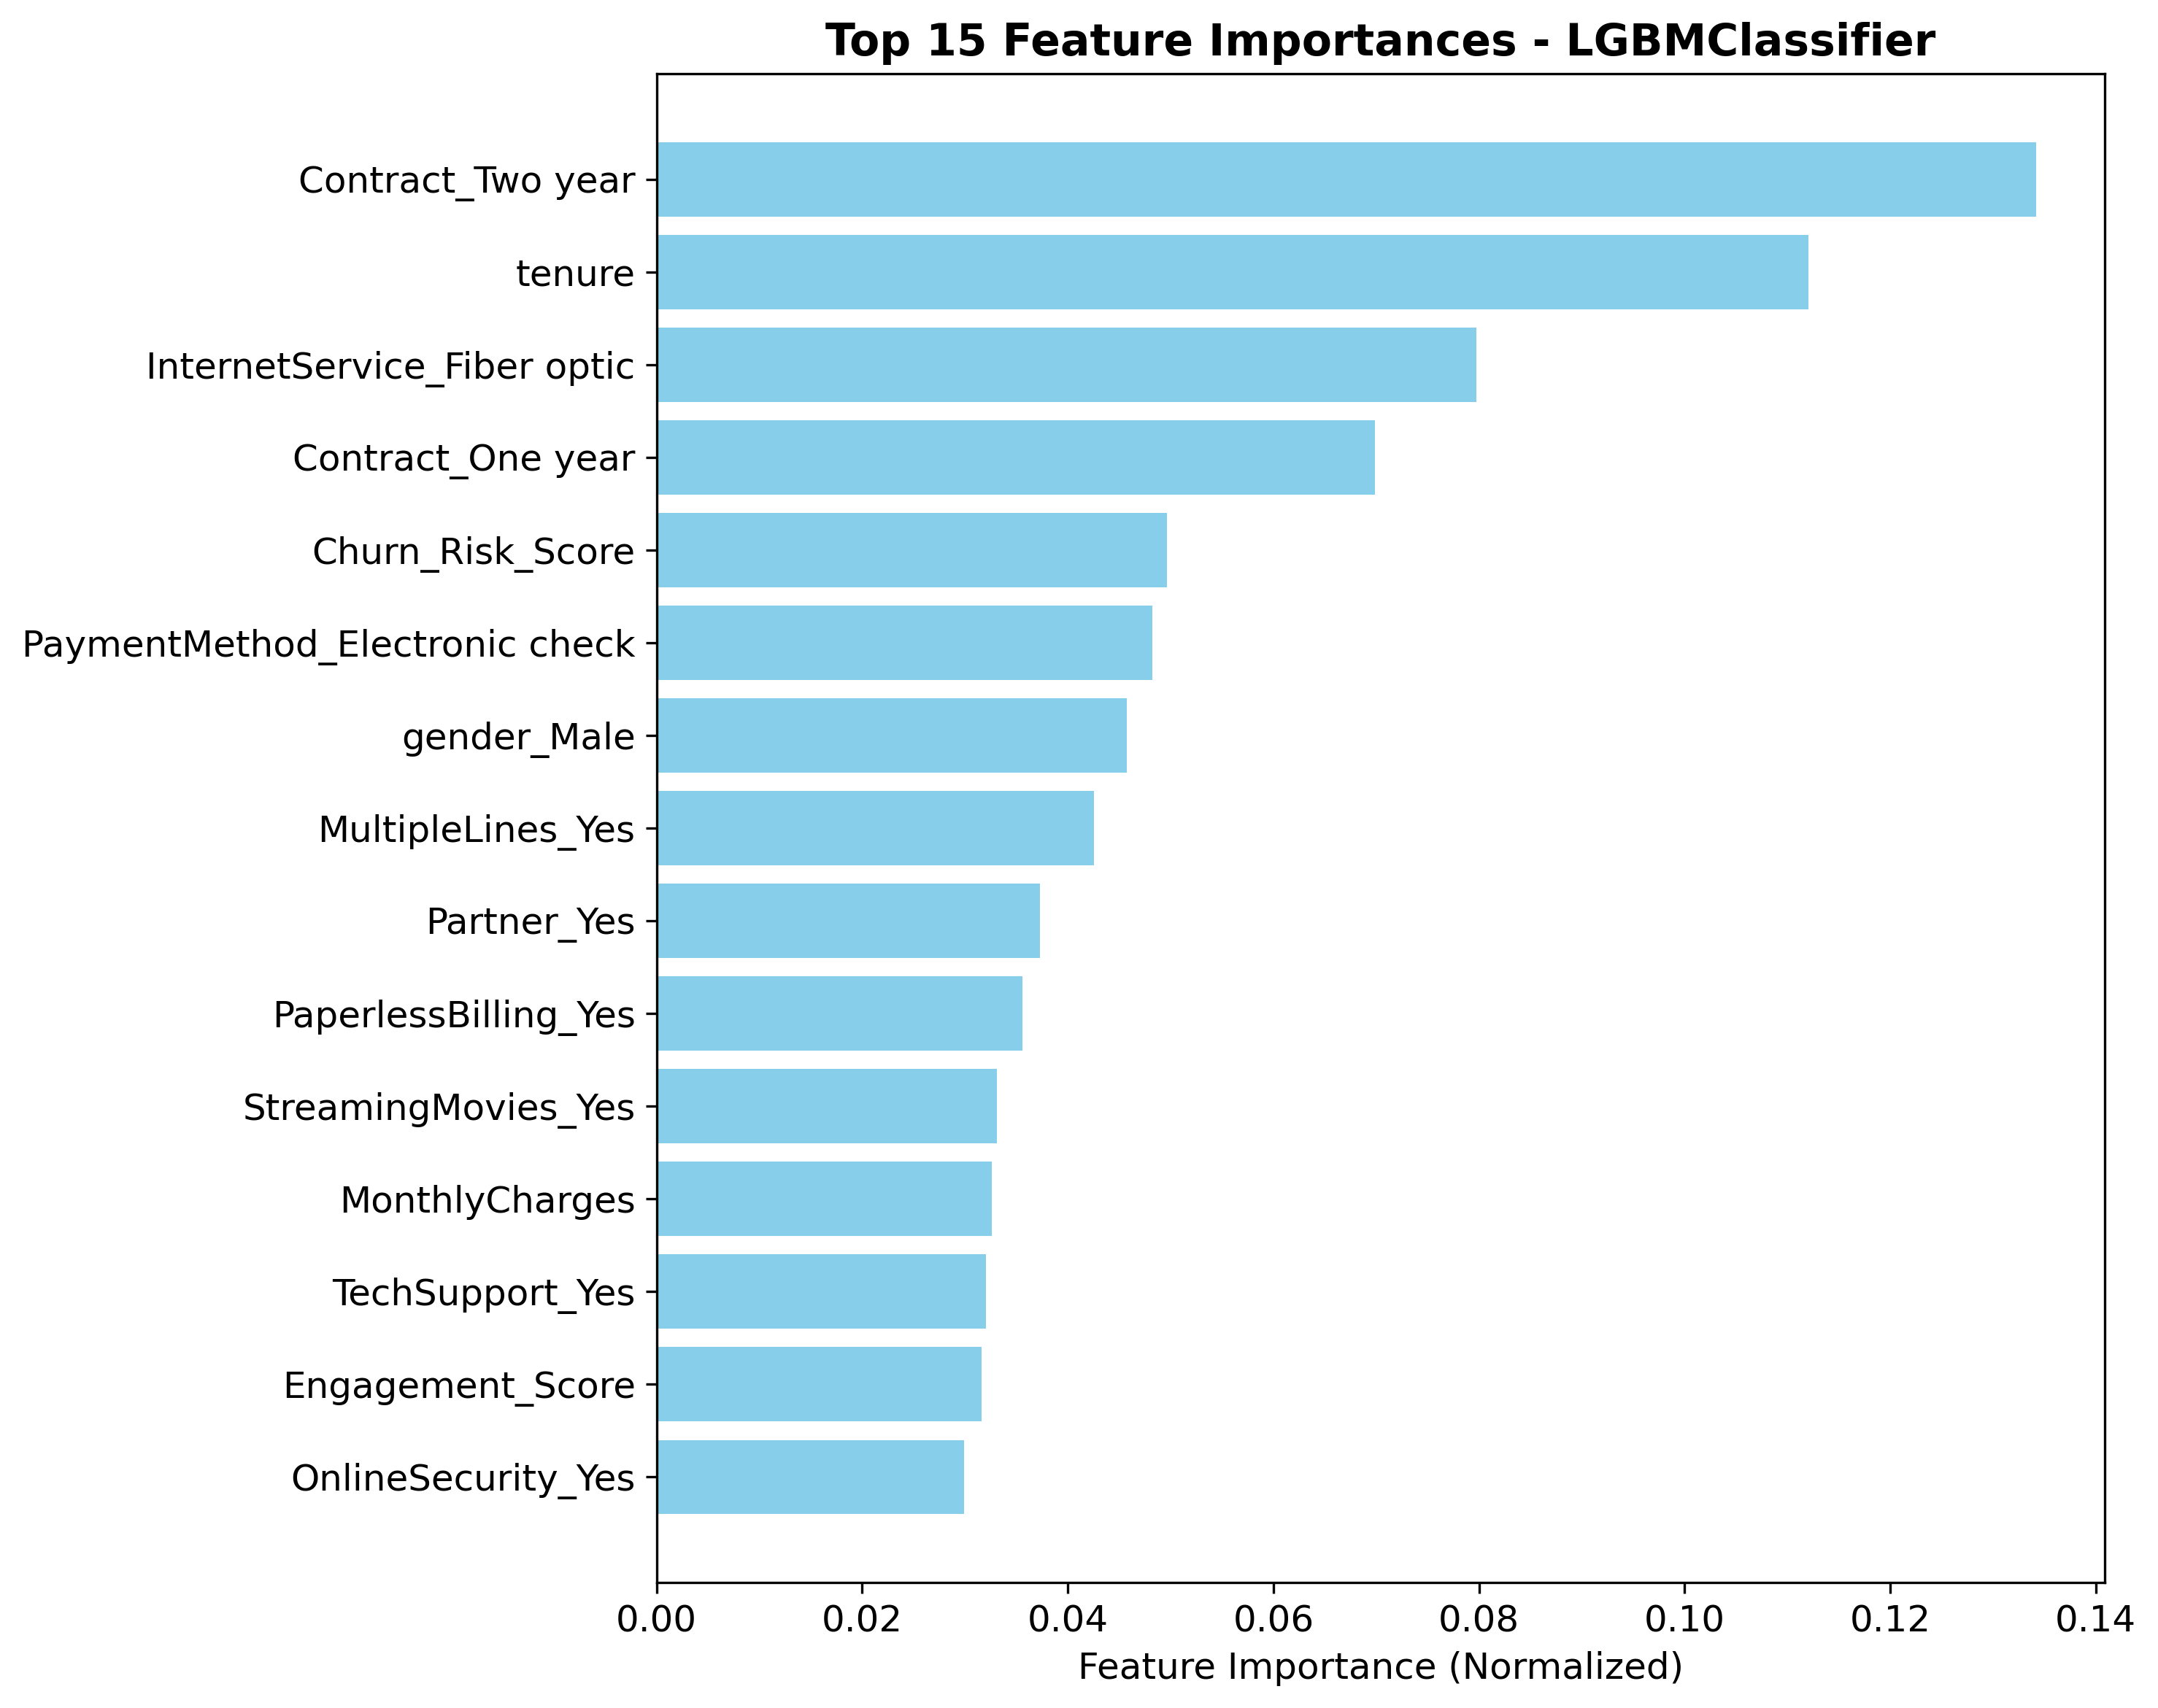 Top 15 Feature Importances - LGBMClassifier
Contract_Two year
tenure
InternetService_Fiber optic
Contract_One year
Churn_Risk_Score
PaymentMethod_Electronic check
gender_Male
MultipleLines_Yes
Partner_Yes
PaperlessBilling_Yes
StreamingMovies_Yes
MonthlyCharges
TechSupport_Yes
Engagement_Score
OnlineSecurity_Yes
0.00 0.02 0.04 0.06 0.08 0.10 0.12 0.14
Feature Importance (Normalized)